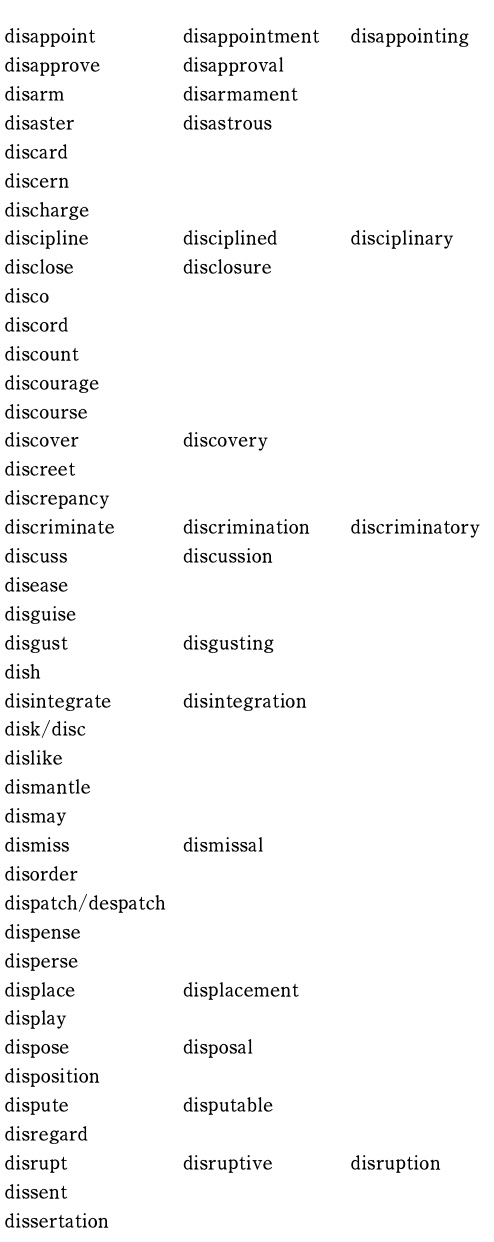 disappoint disappointment disappointing
disapprove disapproval
disarm disarmament
disaster disastrous
discard
discern
discharge
discipline disciplined disciplinary
disclose disclosure
disco
discord
discount
discourage
discourse
discover discovery
discreet
discrepancy
discriminate discrimination discriminatory
discuss discussion
disease
disguise
disgust disgusting
dish
disintegrate disintegration
disk/disc
dislike
dismantle
dismay
dismiss dismissal
disorder
dispatch/despatch
dispense
disperse
displace displacement
display
dispose disposal
disposition
dispute disputable
disregard
disrupt disruptive disruption
dissent
dissertation